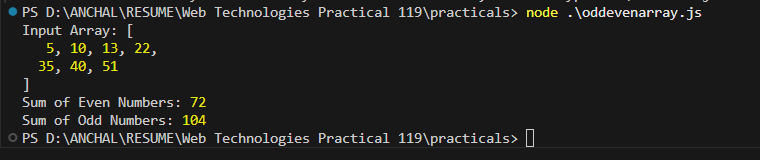 PS D:\ANCHAL\RESUME\Web Technologies Practical 119\practicals> node .\oddevenarray.js
Input Array: [
   5, 10, 13, 22,
  35, 40, 51
]
Sum of Even Numbers: 72
Sum of Odd Numbers: 104
PS D:\ANCHAL\RESUME\Web Technologies Practical 119\practicals>